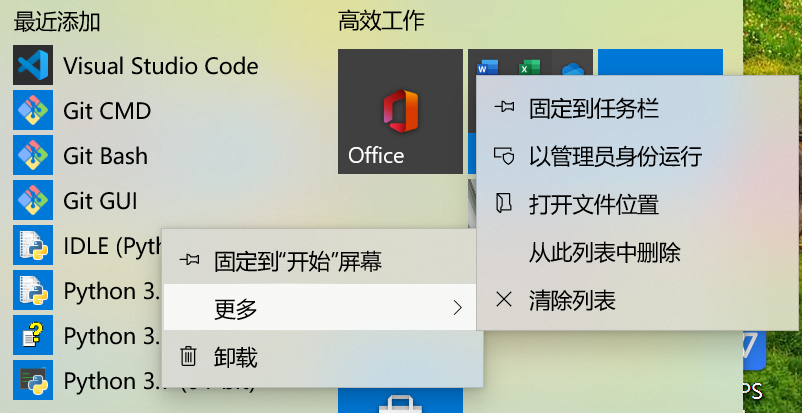 最近添加
Visual Studio Code
Git CMD
Git Bash
Git GUI
IDLE (Pyth
Python 3.
Python 3.
Python 3.
高效工作
Office
固定到“开始”屏幕
更多
卸载
固定到任务栏
以管理员身份运行
打开文件位置
从此列表中删除
清除列表
PS